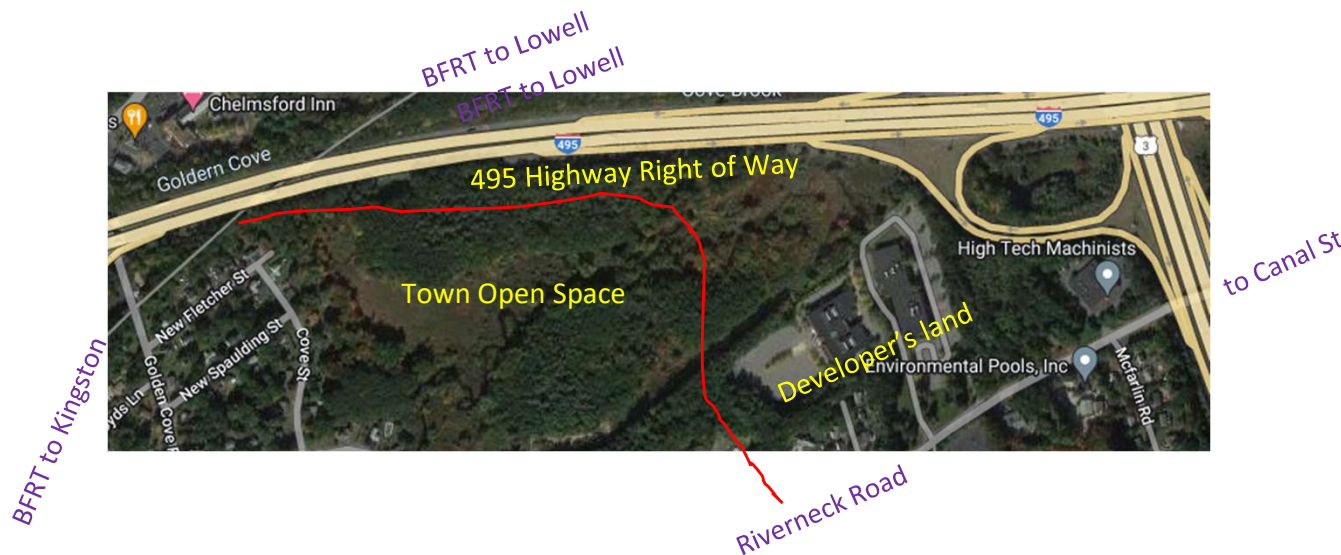 BFRT to Lowell
BFRT to Lowell
Chelmsford Inn
s
Cove Brook
495
495
3
Goldern Cove
495 Highway Right of Way
High Tech Machinists
to Canal St
New Fletcher St
Town Open Space
New Spaulding St
Cove St
Developer's land
Environmental Pools, Inc
BFRT to Kingston
Golden Cove R
yds Ln
Mcfarlin Rd
Riverneck Road